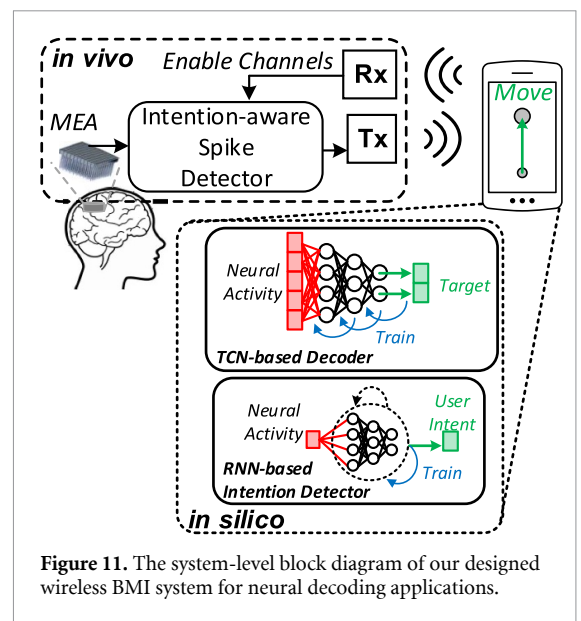 in vivo
Enable Channels
Rx
Move
MEA
Intention-aware
Spike
Detector
Tx
Neural
Activity
Target
Train
TCN-based Decoder
Neural
Activity
User
Intent
RNN-based
Intention Detector
Train
in silico
Figure 11. The system-level block diagram of our designed
wireless BMI system for neural decoding applications.